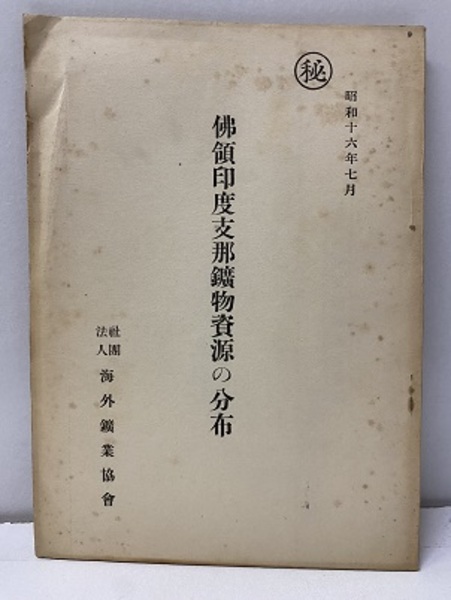 ㊙
昭和十六年七月
佛領印度支那鑛物資源の分布
社團法人 海外鑛業協會